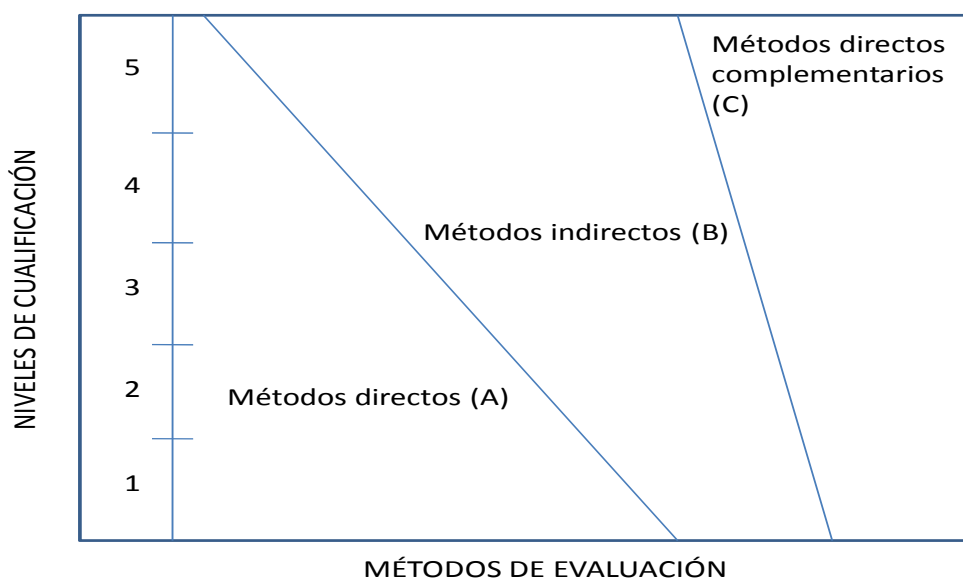 NIVELES DE CUALIFICACIÓN
5
4
3
2
1
Métodos directos
complementarios
(C)
Métodos indirectos (B)
Métodos directos (A)
MÉTODOS DE EVALUACIÓN